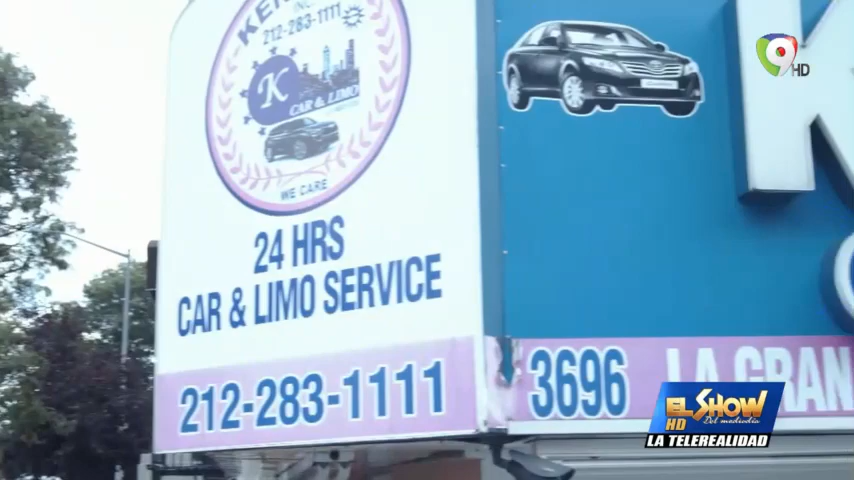 INC.
212-283-1111
K
CAR & LIMO
WE CARE
24 HRS
CAR & LIMO SERVICE
212-283-1111
3696
LA GRAN
K
9 HD
EL SHOW
HD Del mediodía
LA TELEREALIDAD